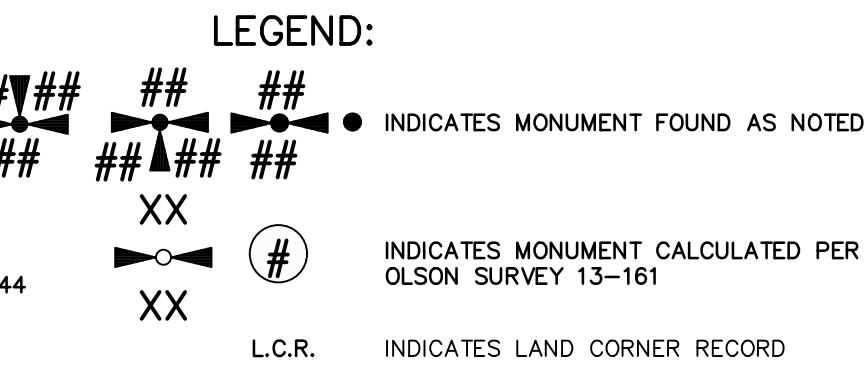 LEGEND:
## ## ##
## ## ## ## ## INDICATES MONUMENT FOUND AS NOTED
XX
# INDICATES MONUMENT CALCULATED PER
OLSON SURVEY 13-161
44
XX
L.C.R. INDICATES LAND CORNER RECORD